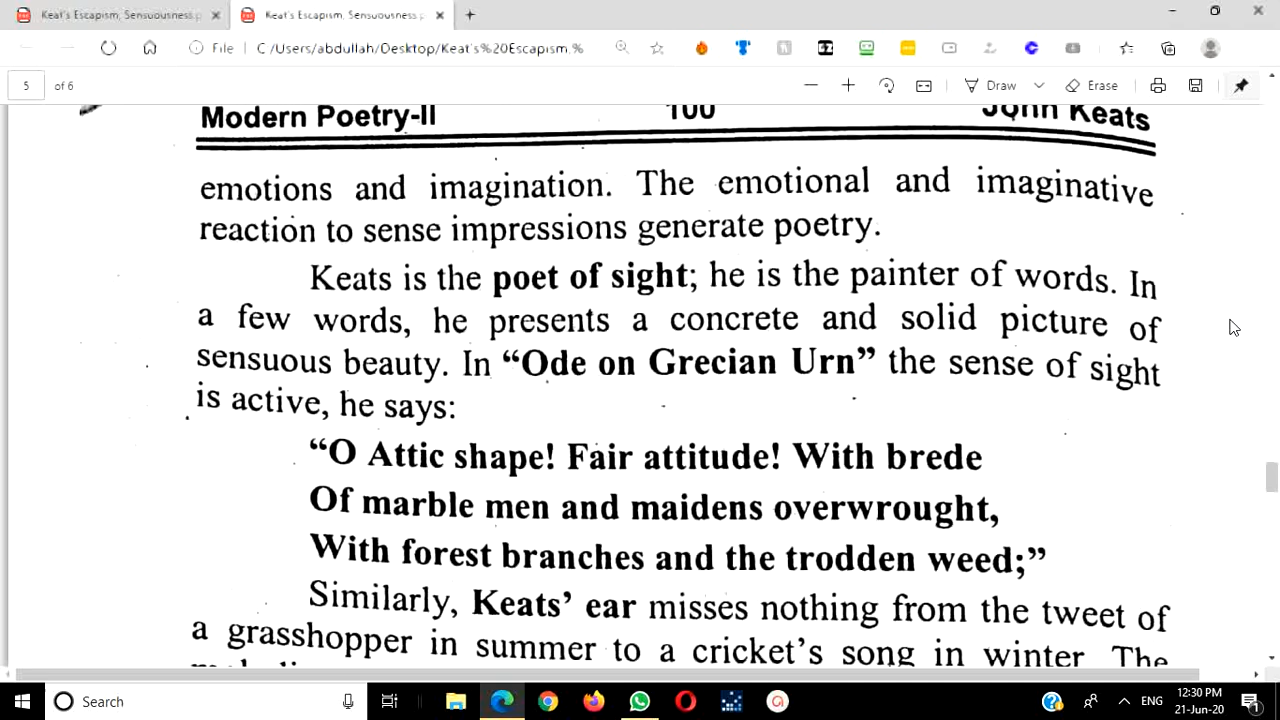 Keat's Escapism, Sensuousness.p
Keat's Escapism, Sensuousness.p
File C:/Users/abdullah/Desktop/Keat's%20Escapism,%
5 of 6 Draw Erase
Modern Poetry-II 100 John Keats
emotions and imagination. The emotional and imaginative
reaction to sense impressions generate poetry.
Keats is the poet of sight; he is the painter of words. In
a few words, he presents a concrete and solid picture of
sensuous beauty. In “Ode on Grecian Urn” the sense of sight
is active, he says:
“O Attic shape! Fair attitude! With brede
Of marble men and maidens overwrought,
With forest branches and the trodden weed;”
Similarly, Keats’ ear misses nothing from the tweet of
a grasshopper in summer to a cricket’s song in winter. The
Search ENG 12:30 PM
21-Jun-20